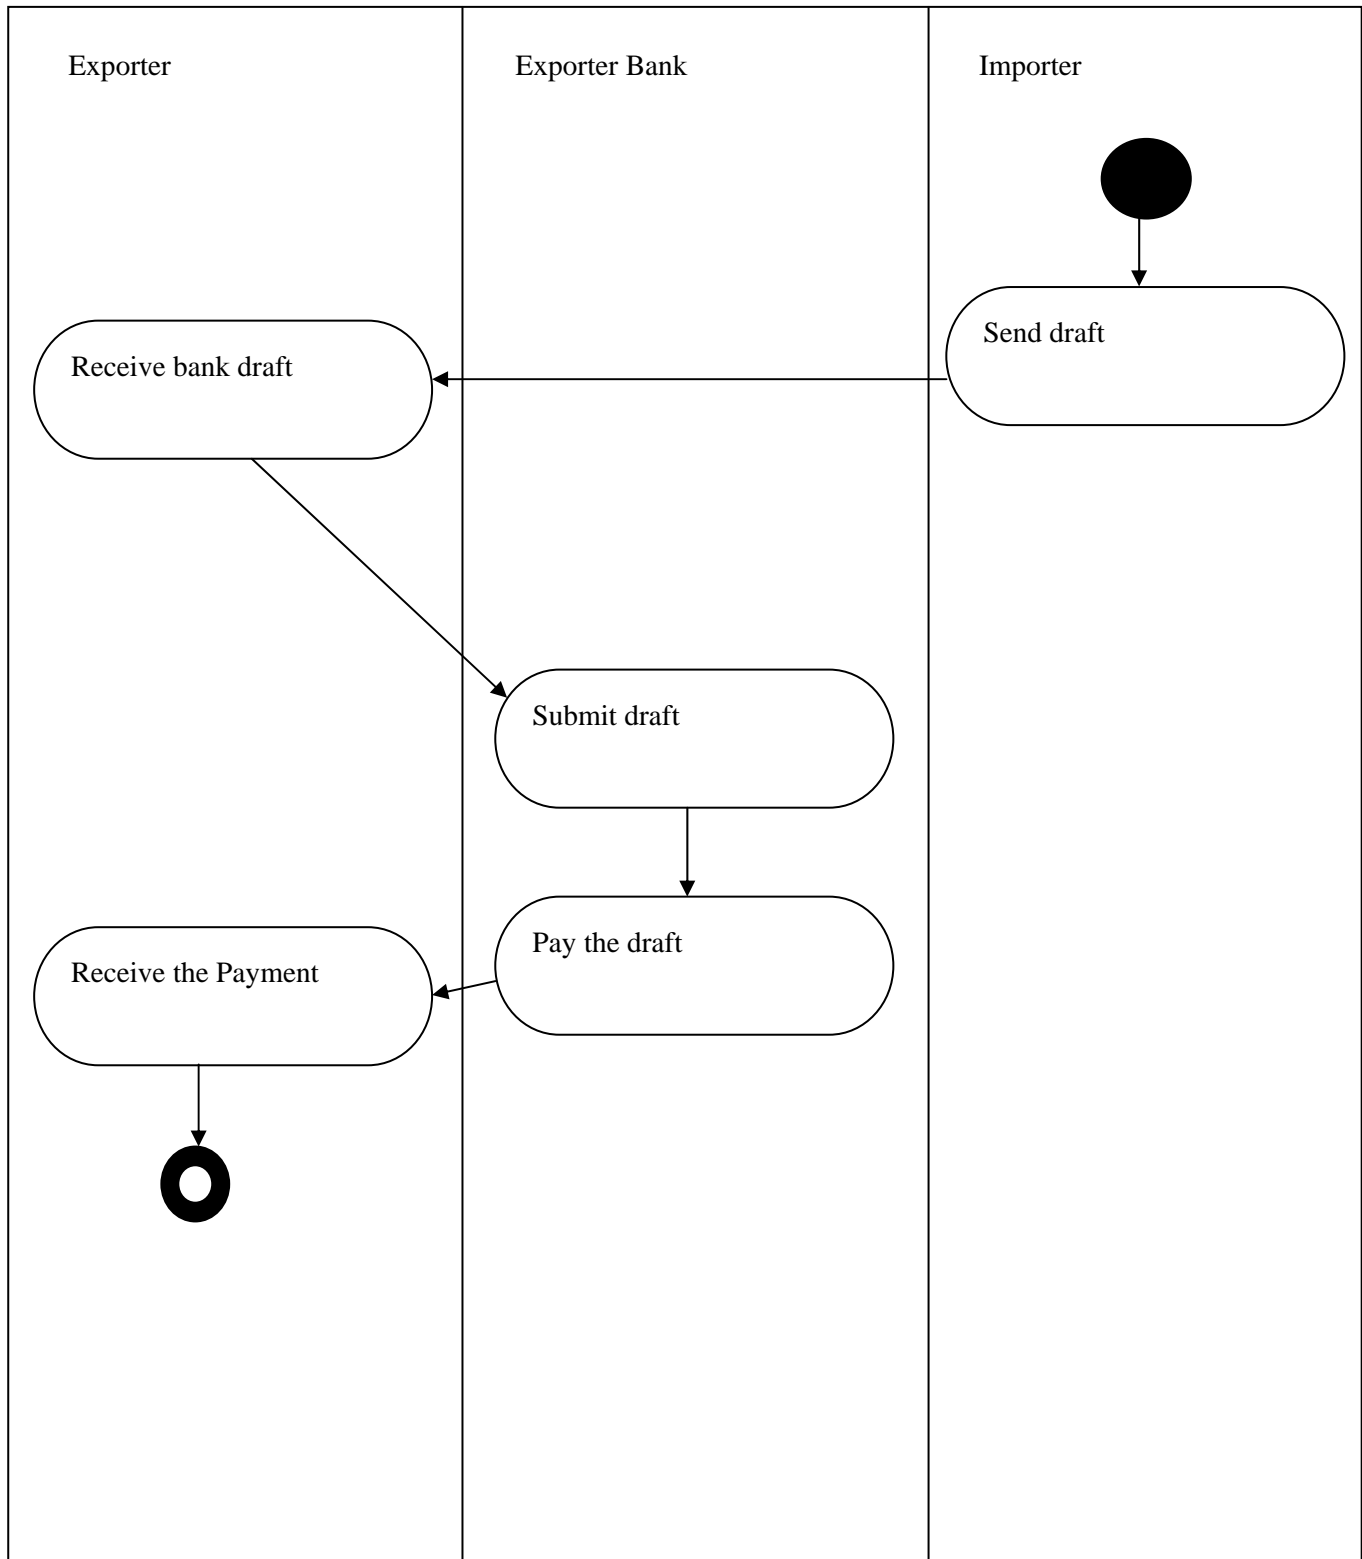 Exporter
Exporter Bank
Importer
Send draft
Receive bank draft
Submit draft
Pay the draft
Receive the Payment